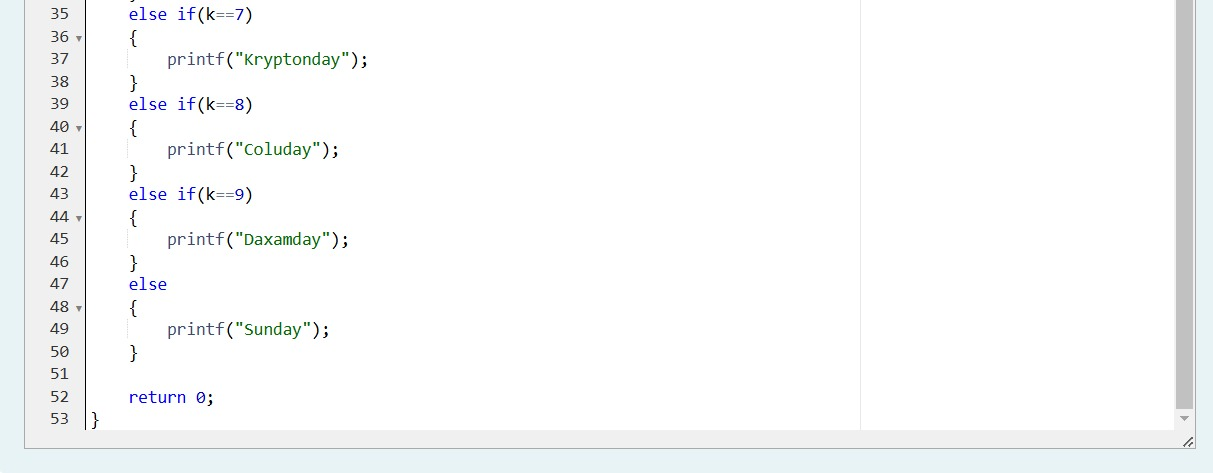 35 else if(k==7)
36 {
37 printf("Kryptonday");
38 }
39 else if(k==8)
40 {
41 printf("Coluday");
42 }
43 else if(k==9)
44 {
45 printf("Daxamday");
46 }
47 else
48 {
49 printf("Sunday");
50 }
51
52 return 0;
53 }